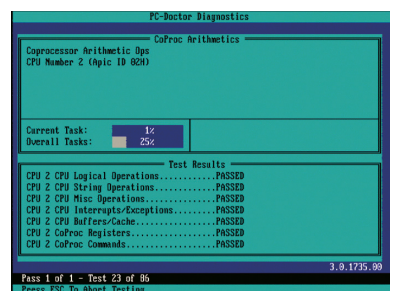 PC-Doctor Diagnostics
CoProc Arithmetics
Coprocessor Arithmetic Ops
CPU Number 2 (Apic ID 02H)
Current Task: 1%
Overall Tasks: 25%
Test Results
CPU 2 CPU Logical Operations............PASSED
CPU 2 CPU String Operations.............PASSED
CPU 2 CPU Misc Operations...............PASSED
CPU 2 CPU Interrupts/Exceptions.........PASSED
CPU 2 CPU Buffers/Cache.................PASSED
CPU 2 CoProc Registers..................PASSED
CPU 2 CoProc Commands...................PASSED
3.0.1735.00
Pass 1 of 1 - Test 23 of 86
Press ESC To Abort Testing